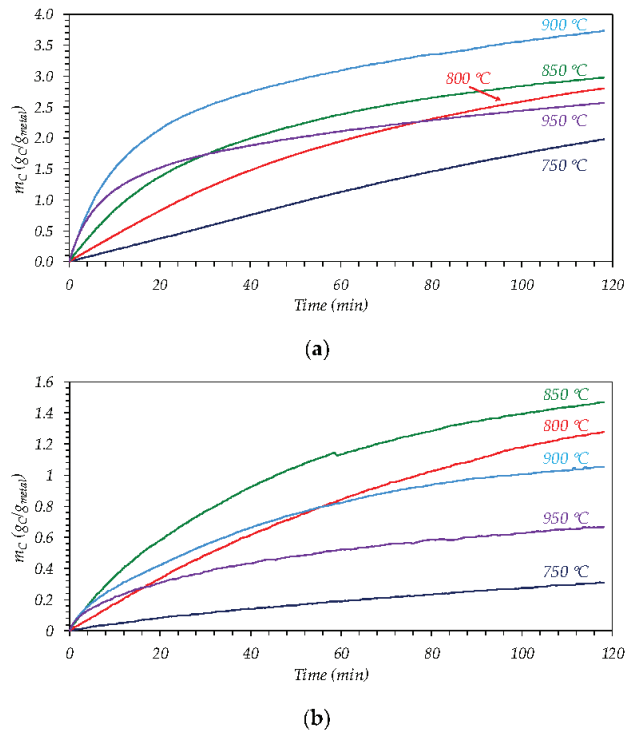 4.0
3.5
3.0
2.5
2.0
1.5
1.0
0.5
0.0
m_C (g_C/g_metal)
900 °C
850 °C
800 °C
950 °C
750 °C
0 20 40 60 80 100 120
Time (min)
(a)
1.6
1.4
1.2
1
0.8
0.6
0.4
0.2
0
m_C (g_C/g_metal)
850 °C
800 °C
900 °C
950 °C
750 °C
0 20 40 60 80 100 120
Time (min)
(b)